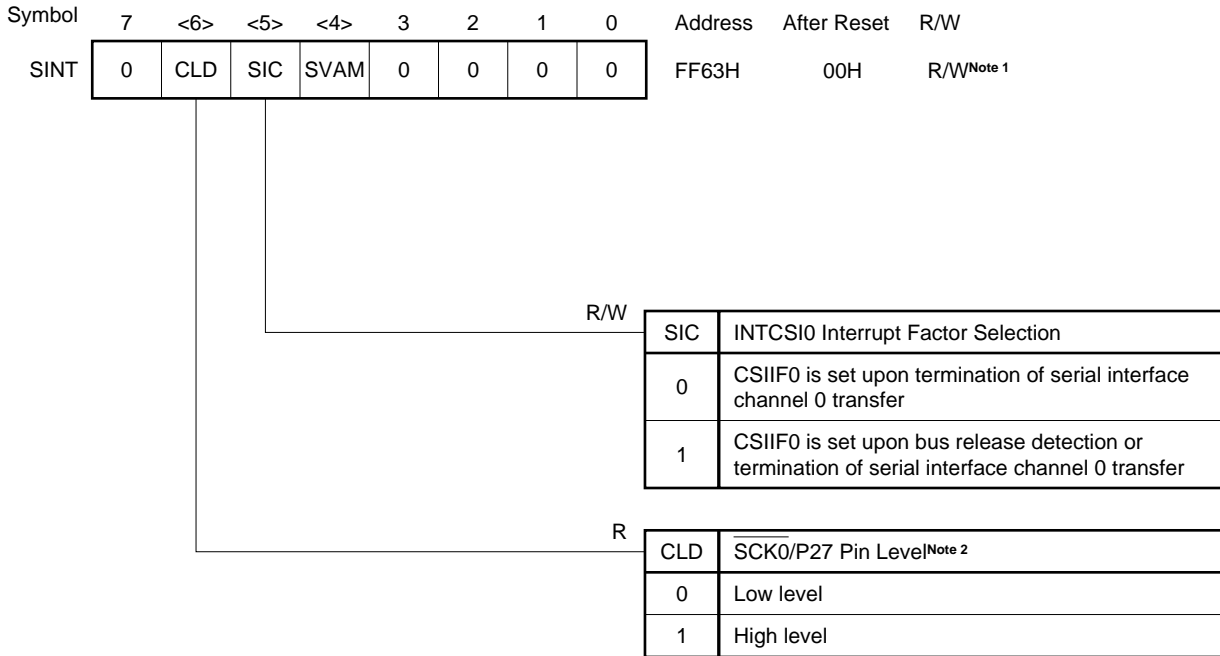 Symbol 7 <6> <5> <4> 3 2 1 0 Address After Reset R/W
SINT 0 CLD SIC SVAM 0 0 0 0 FF63H 00H R/WNote 1
R/W
SIC INTCSI0 Interrupt Factor Selection
0 CSIIF0 is set upon termination of serial interface
channel 0 transfer
1 CSIIF0 is set upon bus release detection or
termination of serial interface channel 0 transfer
R
CLD S̅C̅K̅0̅/P27 Pin LevelNote 2
0 Low level
1 High level